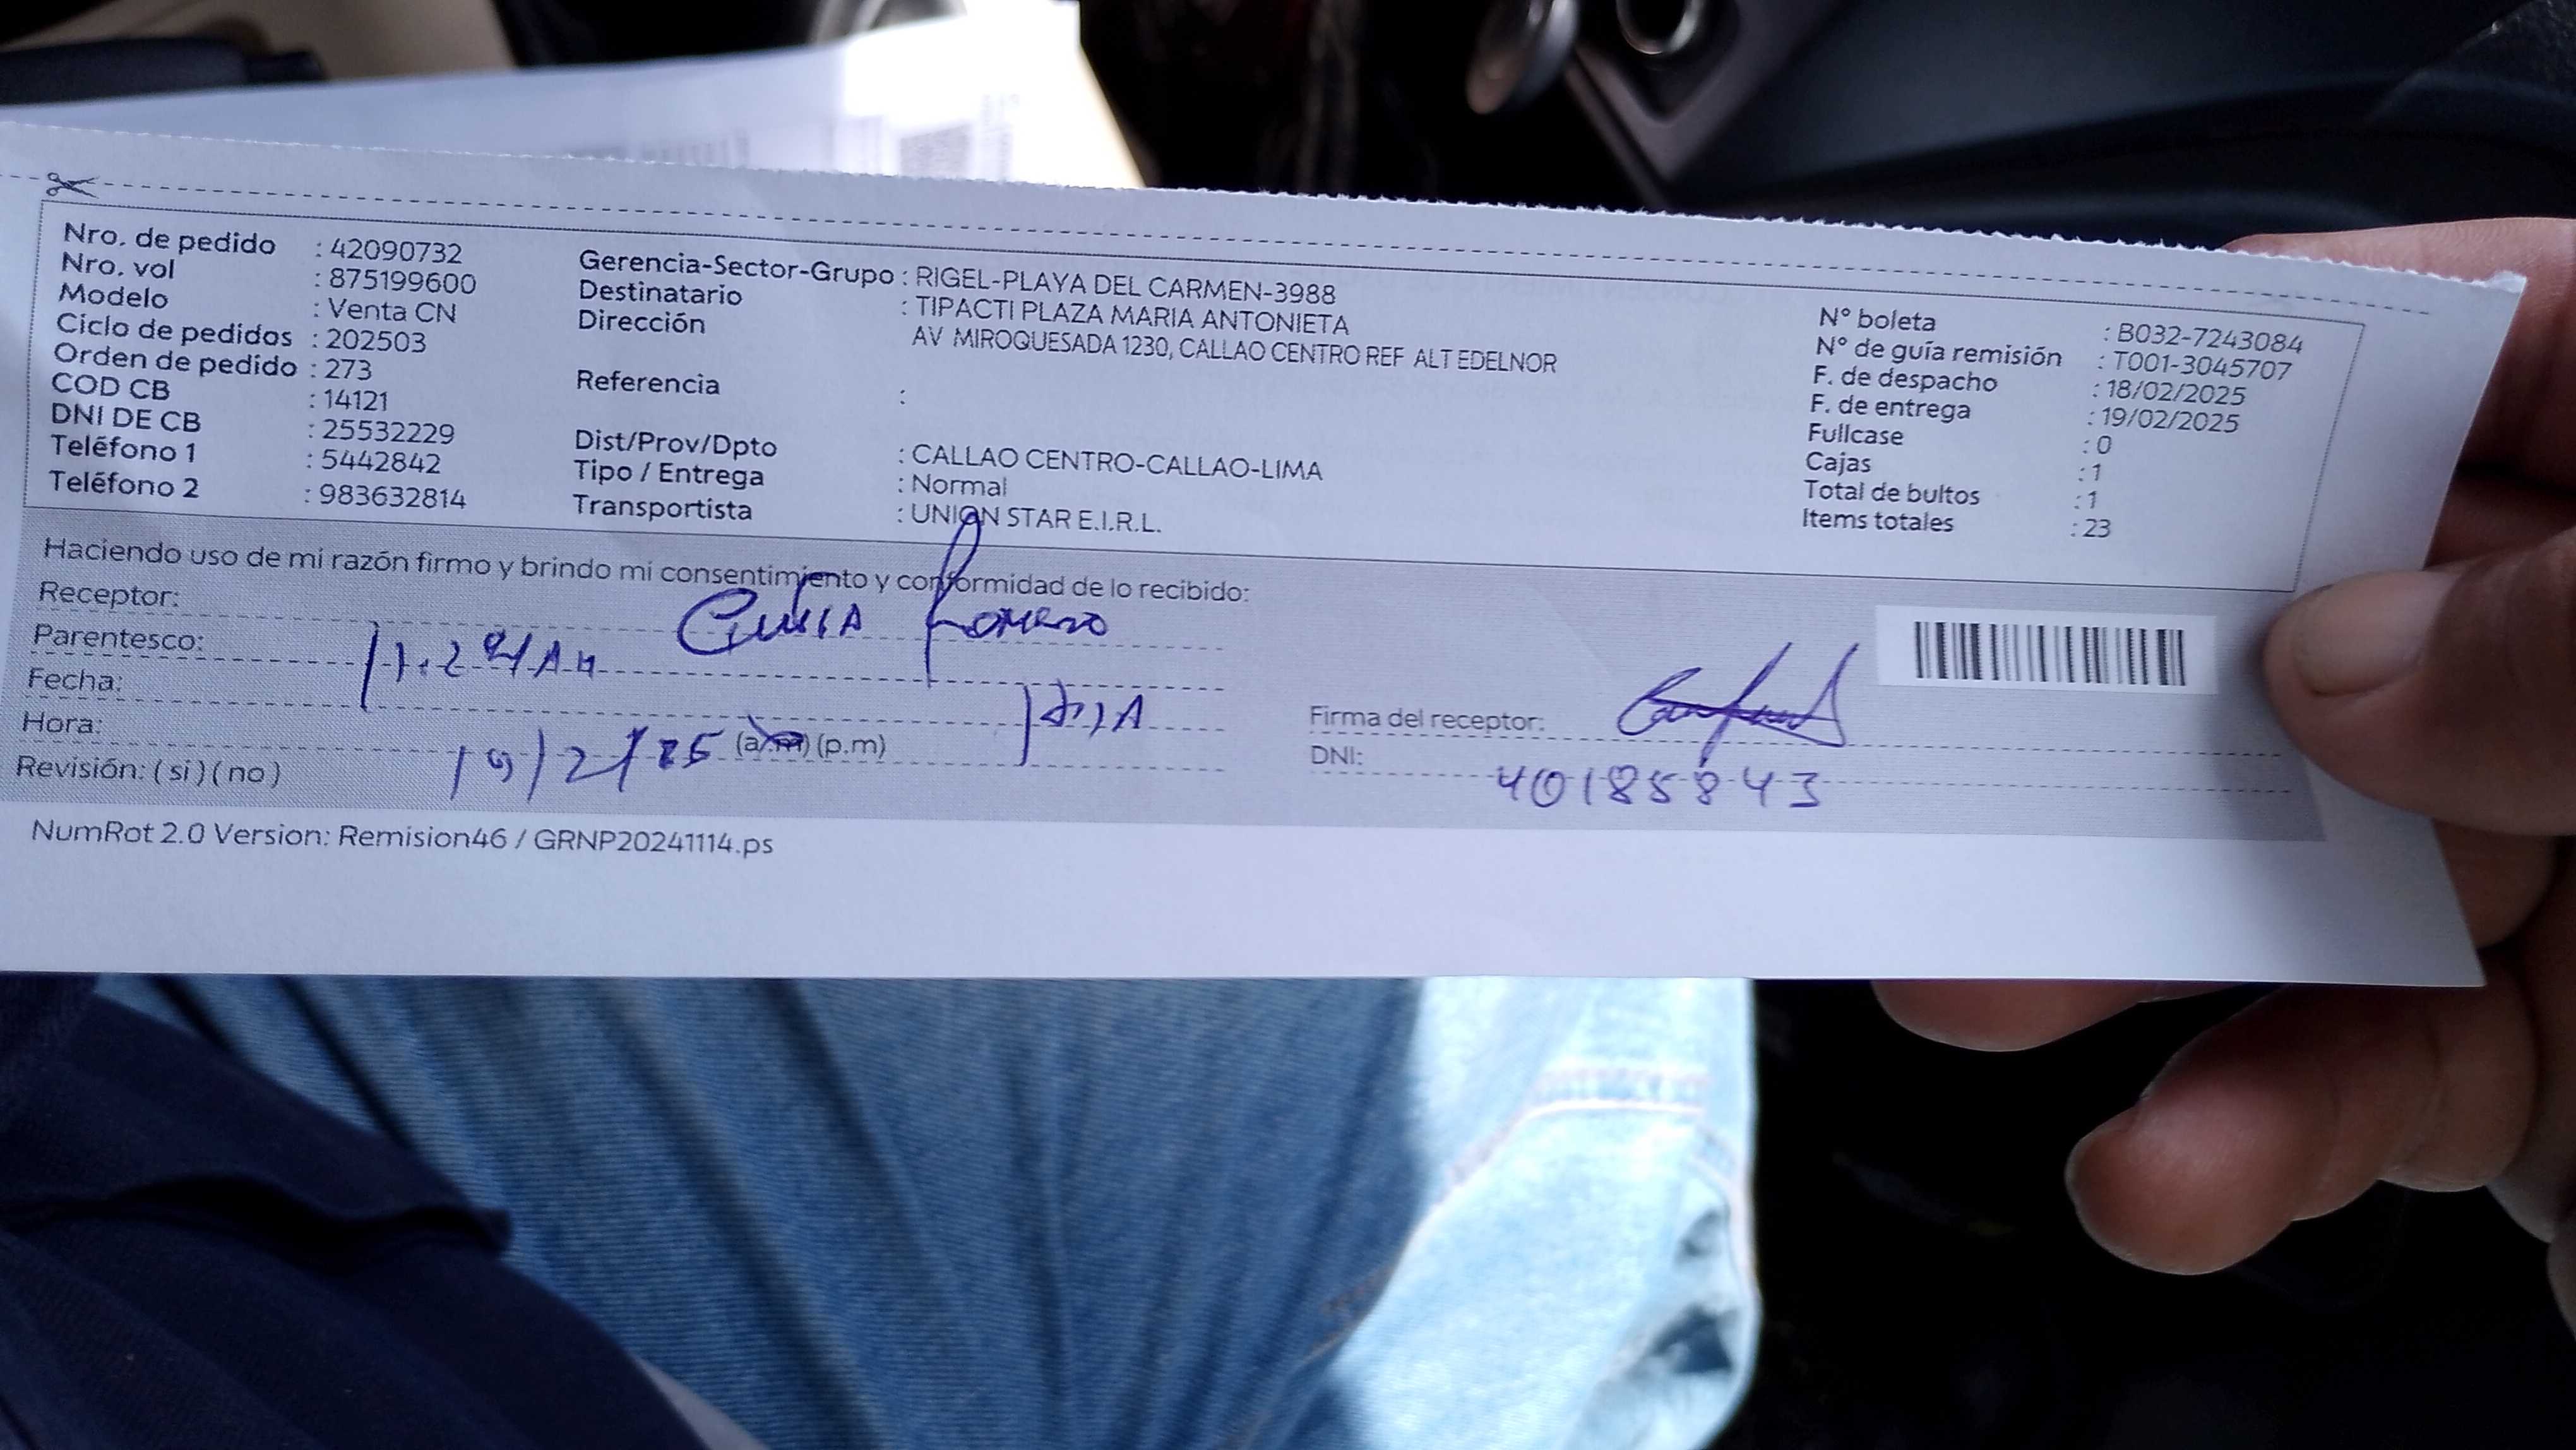 Nro. de pedido : 42090732
Nro. vol : 875199600
Modelo : Venta CN
Ciclo de pedidos : 202503
Orden de pedido : 273
COD CB : 14121
DNI DE CB : 25532229
Teléfono 1 : 5442842
Teléfono 2 : 983632814
Gerencia-Sector-Grupo : RIGEL-PLAYA DEL CARMEN-3988
Destinatario : TIPACTI PLAZA MARIA ANTONIETA
Dirección AV MIROQUESADA 1230, CALLAO CENTRO REF ALT EDELNOR
Referencia :
Dist/Prov/Dpto : CALLAO CENTRO-CALLAO-LIMA
Tipo / Entrega : Normal
Transportista : UNION STAR E.I.R.L.
N° boleta : B032-7243084
N° de guía remisión : T001-3045707
F. de despacho : 18/02/2025
F. de entrega : 19/02/2025
Fullcase : 0
Cajas : 1
Total de bultos : 1
Items totales : 23
Haciendo uso de mi razón firmo y brindo mi consentimiento y conformidad de lo recibido:
Receptor: Romero
Parentesco:
Fecha:
Hora: (a.m) (p.m)
Revisión: ( si ) ( no ) 19/2/25
Firma del receptor:
DNI: 40185843
NumRot 2.0 Version: Remision46 / GRNP20241114.ps